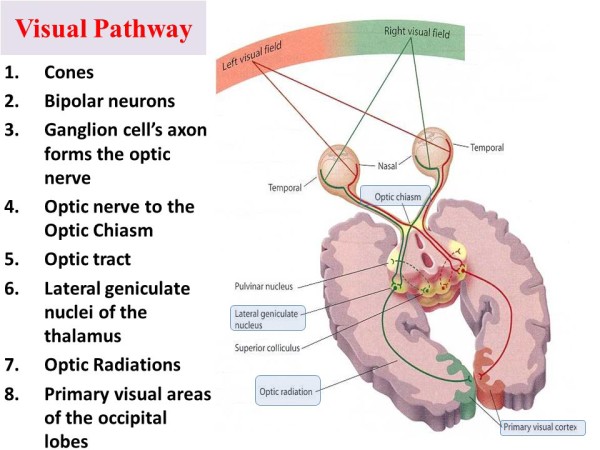 Visual Pathway
1. Cones
2. Bipolar neurons
3. Ganglion cell's axon
forms the optic
nerve
4. Optic nerve to the
Optic Chiasm
5. Optic tract
6. Lateral geniculate
nuclei of the
thalamus
7. Optic Radiations
8. Primary visual areas
of the occipital
lobes
Left visual field
Right visual field
Temporal
Nasal
Temporal
Optic chiasm
Pulvinar nucleus
Lateral geniculate
nucleus
Superior colliculus
Optic radiation
Primary visual cortex